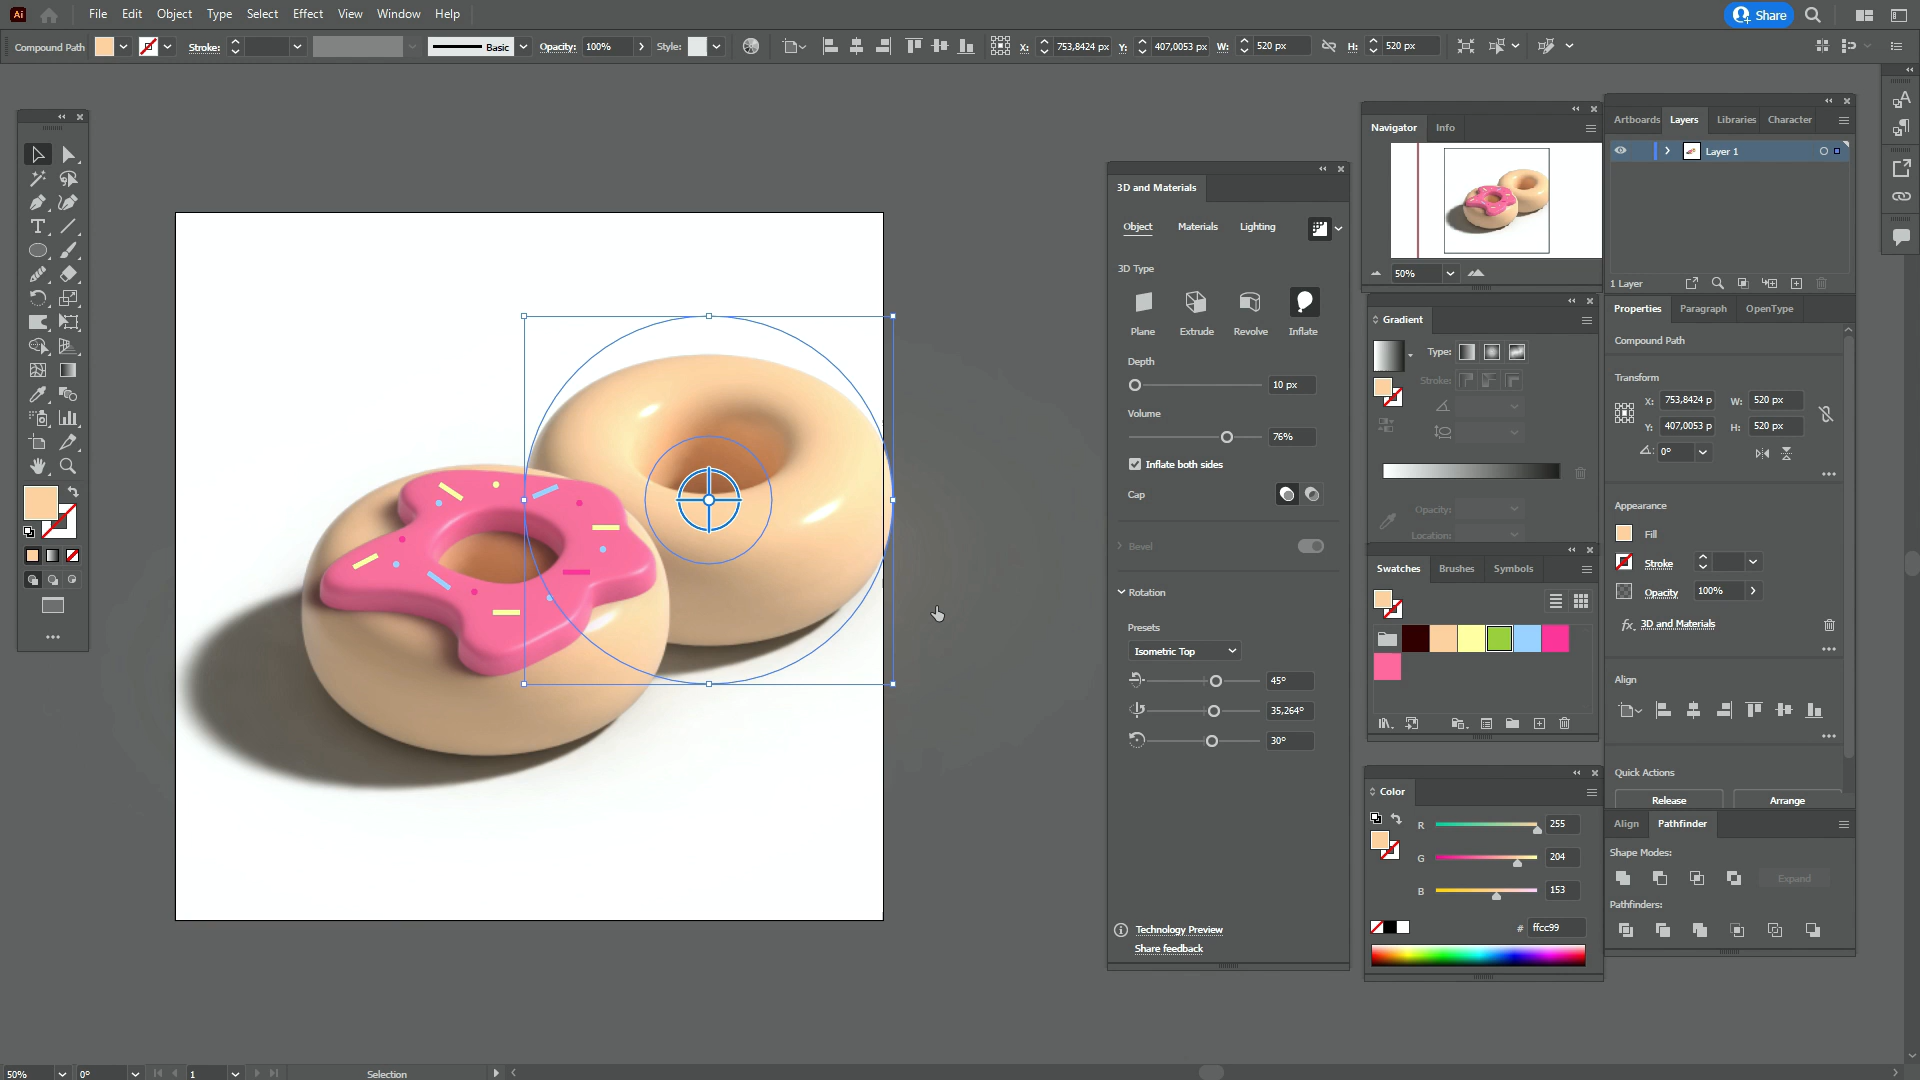 Ai File Edit Object Type Select Effect View Window Help Share
Compound Path Stroke: Basic Opacity: 100% Style: X: 753,8424 px Y: 407,0053 px W: 520 px H: 520 px
3D and Materials
Object Materials Lighting
3D Type
Plane Extrude Revolve Inflate
Depth
10 px
Volume
76%
Inflate both sides
Cap
Bevel
Rotation
Presets
Isometric Top
45°
35,264°
30°
Technology Preview
Share feedback
Navigator Info
50%
Gradient
Type:
Stroke:
Opacity:
Location:
Swatches Brushes Symbols
Color
R 255
G 204
B 153
# ffcc99
Artboards Layers Libraries Character
Layer 1
1 Layer
Properties Paragraph OpenType
Compound Path
Transform
X: 753,8424 p W: 520 px
Y: 407,0053 p H: 520 px
0°
Appearance
Fill
Stroke
Opacity 100%
fx. 3D and Materials
Align
Quick Actions
Release Arrange
Align Pathfinder
Shape Modes:
Expand
Pathfinders:
50% 0° 1 Selection